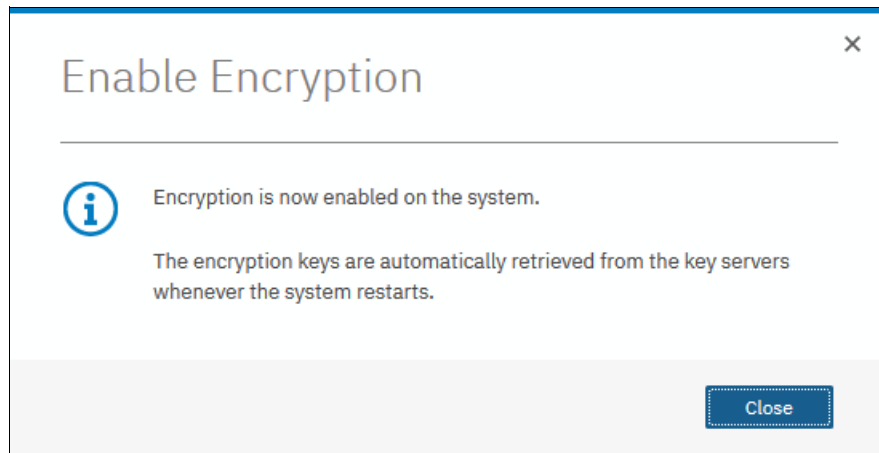 Enable Encryption
Encryption is now enabled on the system.
The encryption keys are automatically retrieved from the key servers
whenever the system restarts.
Close